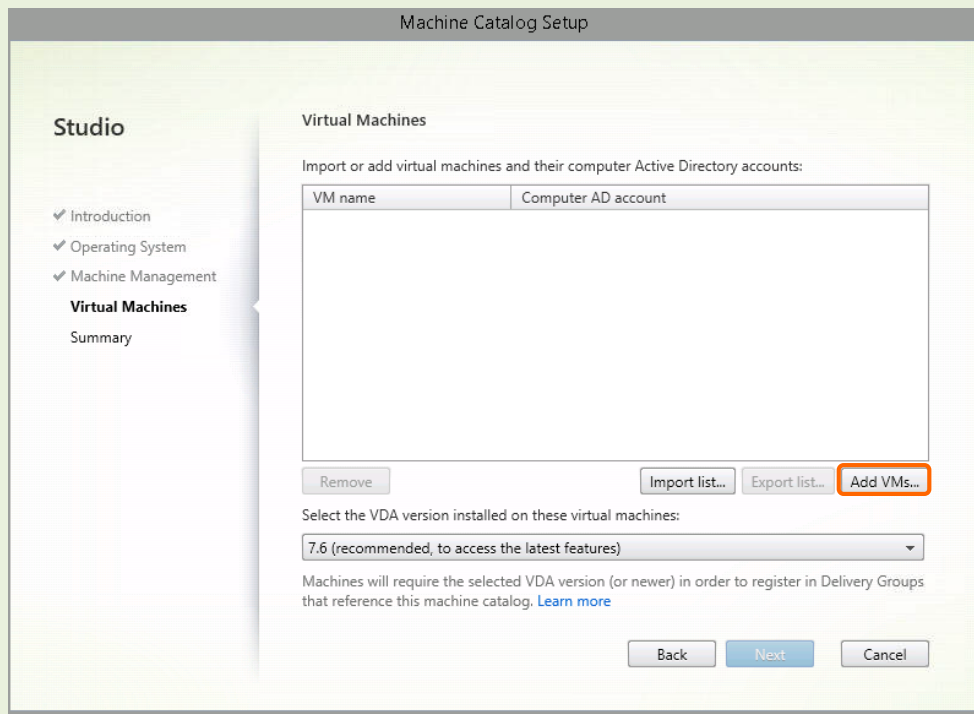 Machine Catalog Setup
Studio
Introduction
Operating System
Machine Management
Virtual Machines
Summary
Virtual Machines
Import or add virtual machines and their computer Active Directory accounts:
VM name Computer AD account
Remove Import list... Export list... Add VMs...
Select the VDA version installed on these virtual machines:
7.6 (recommended, to access the latest features)
Machines will require the selected VDA version (or newer) in order to register in Delivery Groups
that reference this machine catalog. Learn more
Back Next Cancel